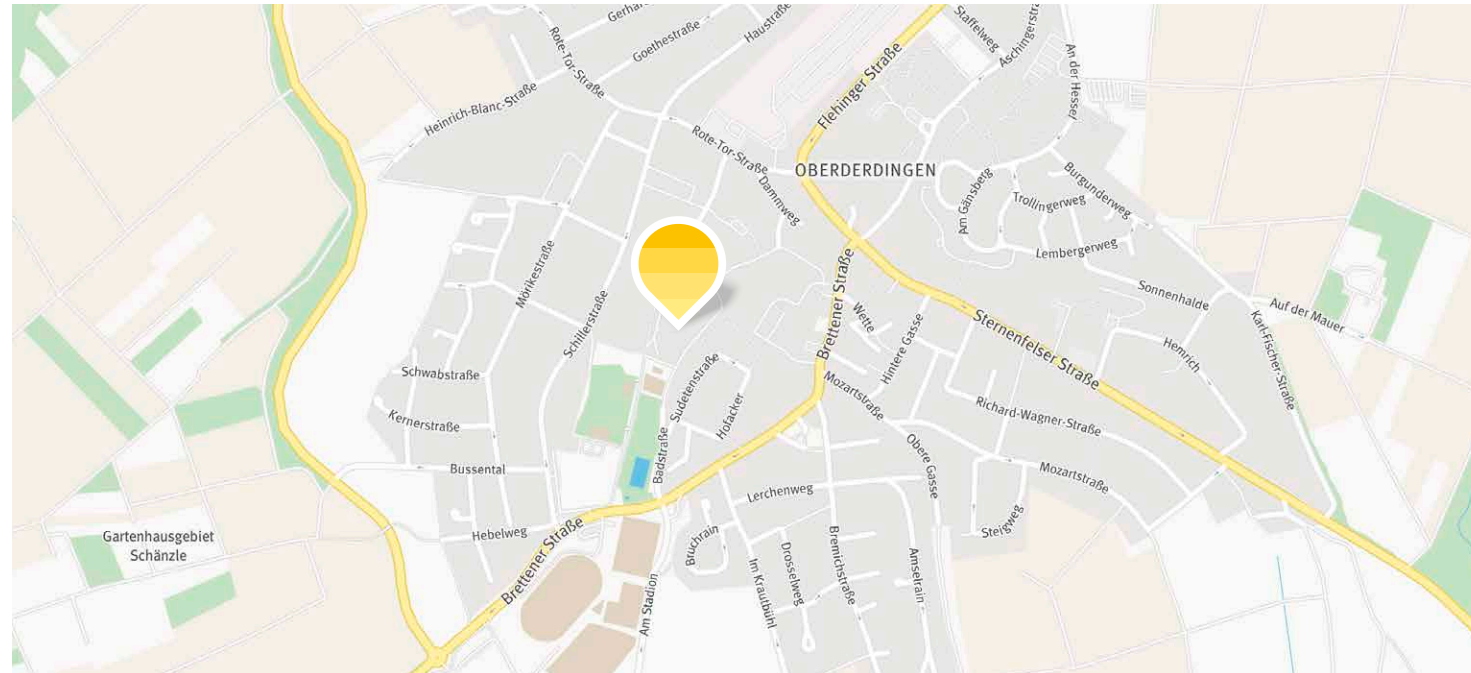 Gerhar
Goethestraße
Haustraße
Staffelweg
Aschingerstra
An der Hessel
Rote-Tor-Straße
Flehinger Straße
Heinrich-Blanc-Straße
Rote-Tor-Straße
OBERDERDINGEN
Dammweg
Am Gänsberg
Burgunderweg
Trollingerweg
Lembergerweg
Mörikestraße
Schillerstraße
Brettener Straße
Wette
Hintere Gasse
Sonnenhalde
Auf der Mauer
Sternenfelser Straße
Hemrich
Karl-Fischer-Straße
Schwabstraße
Sudetenstraße
Hofacker
Mozartstraße
Kernerstraße
Richard-Wagner-Straße
Badstraße
Obere Gasse
Bussental
Mozartstraße
Lerchenweg
Gartenhausgebiet
Schänzle
Hebelweg
Steigweg
Brettener Straße
Bruchrain
Im Krautbühl
Drosselweg
Bremichstraße
Amselrain
Am Stadion